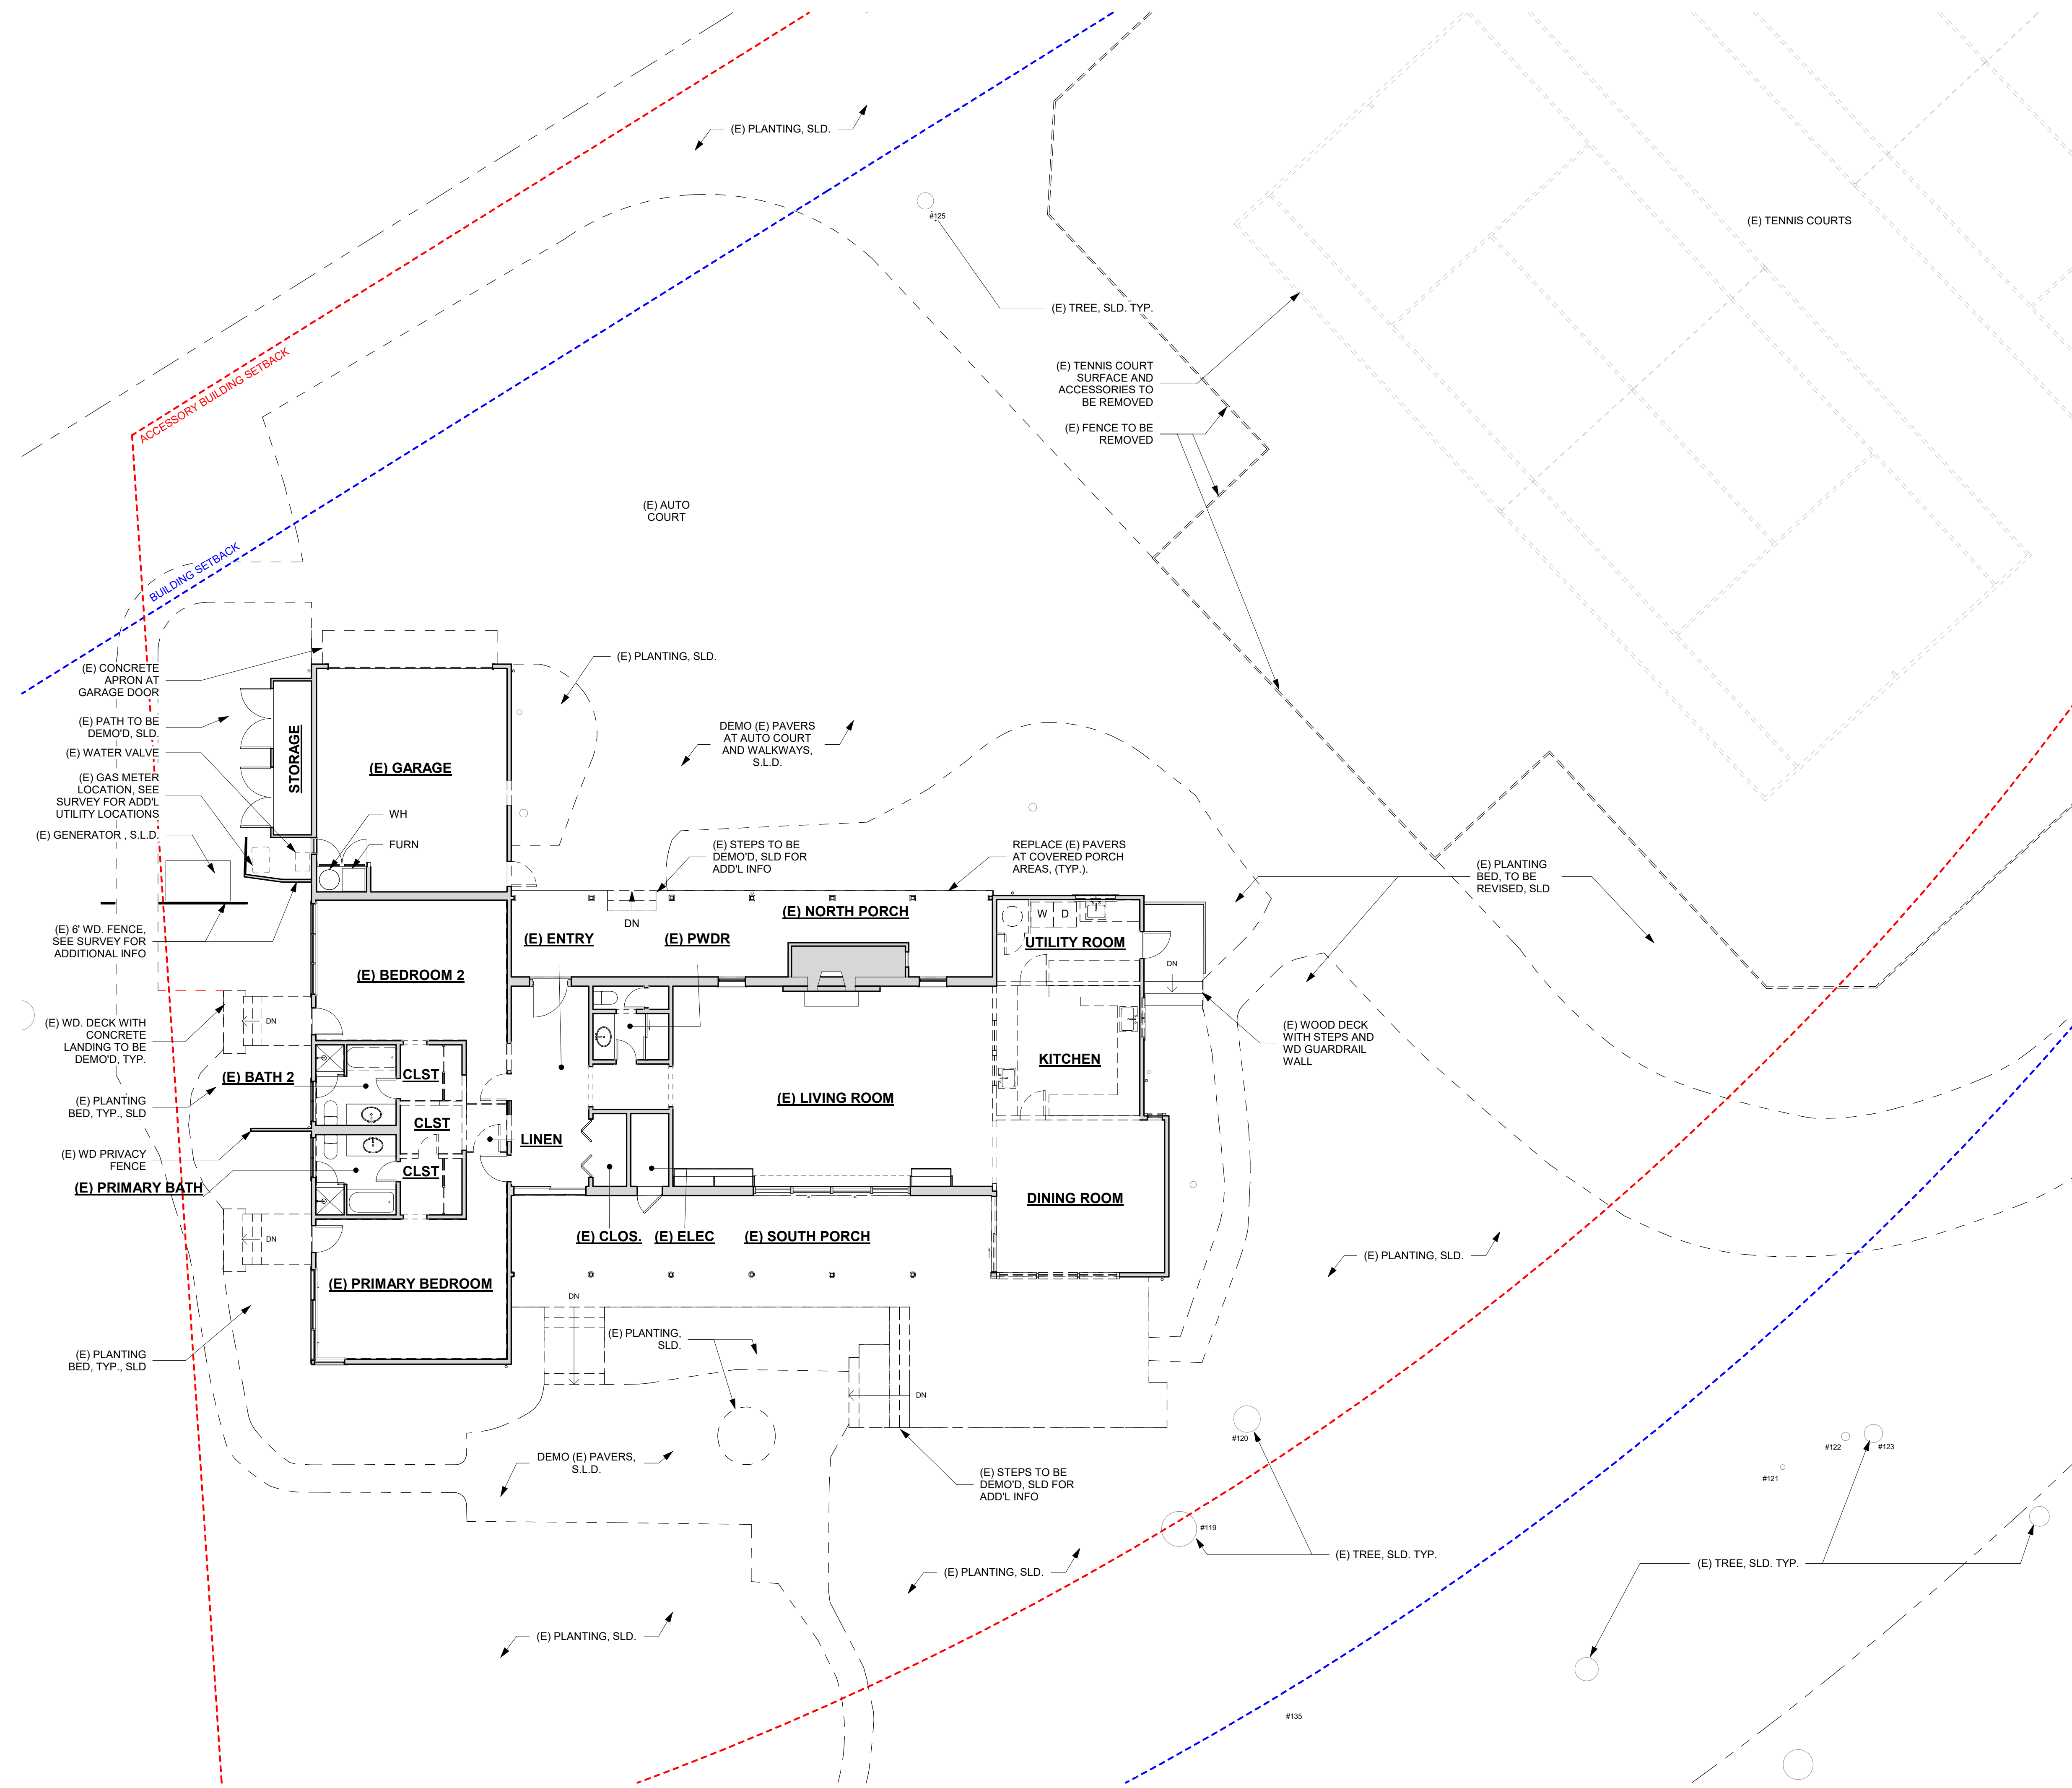 (E) PLANTING, SLD.
#125
(E) TENNIS COURTS
(E) TREE, SLD. TYP.
ACCESSORY BUILDING SETBACK
(E) TENNIS COURT
SURFACE AND
ACCESSORIES TO
BE REMOVED
(E) FENCE TO BE
REMOVED
(E) AUTO
COURT
BUILDING SETBACK
(E) CONCRETE
APRON AT
GARAGE DOOR
(E) PLANTING, SLD.
(E) PATH TO BE
DEMO'D, SLD.
(E) WATER VALVE
(E) GAS METER
LOCATION, SEE
SURVEY FOR ADD'L
UTILITY LOCATIONS
(E) GENERATOR , S.L.D.
STORAGE
(E) GARAGE
WH
FURN
DEMO (E) PAVERS
AT AUTO COURT
AND WALKWAYS,
S.L.D.
(E) STEPS TO BE
DEMO'D, SLD FOR
ADD'L INFO
REPLACE (E) PAVERS
AT COVERED PORCH
AREAS, (TYP.).
(E) PLANTING
BED, TO BE
REVISED, SLD
(E) 6' WD. FENCE,
SEE SURVEY FOR
ADDITIONAL INFO
DN
(E) NORTH PORCH
W
D
(E) ENTRY
(E) PWDR
UTILITY ROOM
DN
(E) BEDROOM 2
(E) WD. DECK WITH
CONCRETE
LANDING TO BE
DEMO'D, TYP.
DN
(E) WOOD DECK
WITH STEPS AND
WD GUARDRAIL
WALL
KITCHEN
(E) BATH 2
CLST
(E) PLANTING
BED, TYP., SLD
(E) LIVING ROOM
CLST
LINEN
(E) WD PRIVACY
FENCE
CLST
(E) PRIMARY BATH
DINING ROOM
DN
(E) CLOS.
(E) ELEC
(E) SOUTH PORCH
(E) PLANTING, SLD.
(E) PRIMARY BEDROOM
DN
(E) PLANTING,
SLD.
(E) PLANTING
BED, TYP., SLD
DN
#120
#122
#123
#121
DEMO (E) PAVERS,
S.L.D.
(E) STEPS TO BE
DEMO'D, SLD FOR
ADD'L INFO
#119
(E) TREE, SLD. TYP.
(E) TREE, SLD. TYP.
(E) PLANTING, SLD.
(E) PLANTING, SLD.
#135